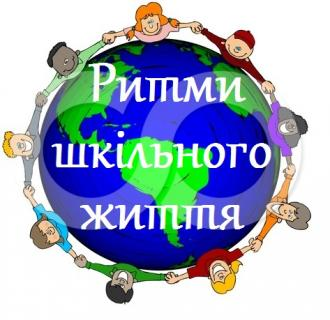 Ритми
шкільного
життя